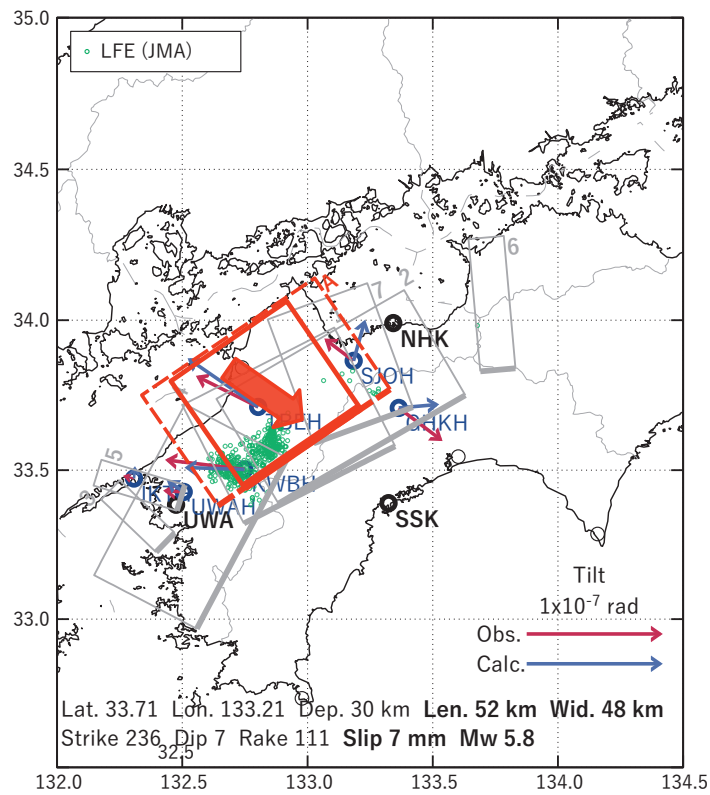 35.0
LFE (JMA)
34.5
6
A
7
2
34.0
NHK
SJOH
GHKH
33.5
5
KWBH
UWAH
UWA
SSK
Tilt
1x10-7 rad
33.0
Obs.
Calc.
Lat. 33.71 Lon. 133.21 Dep. 30 km Len. 52 km Wid. 48 km
Strike 236 Dip 7 Rake 111 Slip 7 mm Mw 5.8
32.5
132.0 132.5 133.0 133.5 134.0 134.5